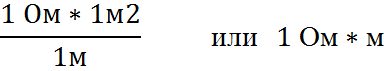 1 Ом * 1м2
1м
или 1 Ом * м